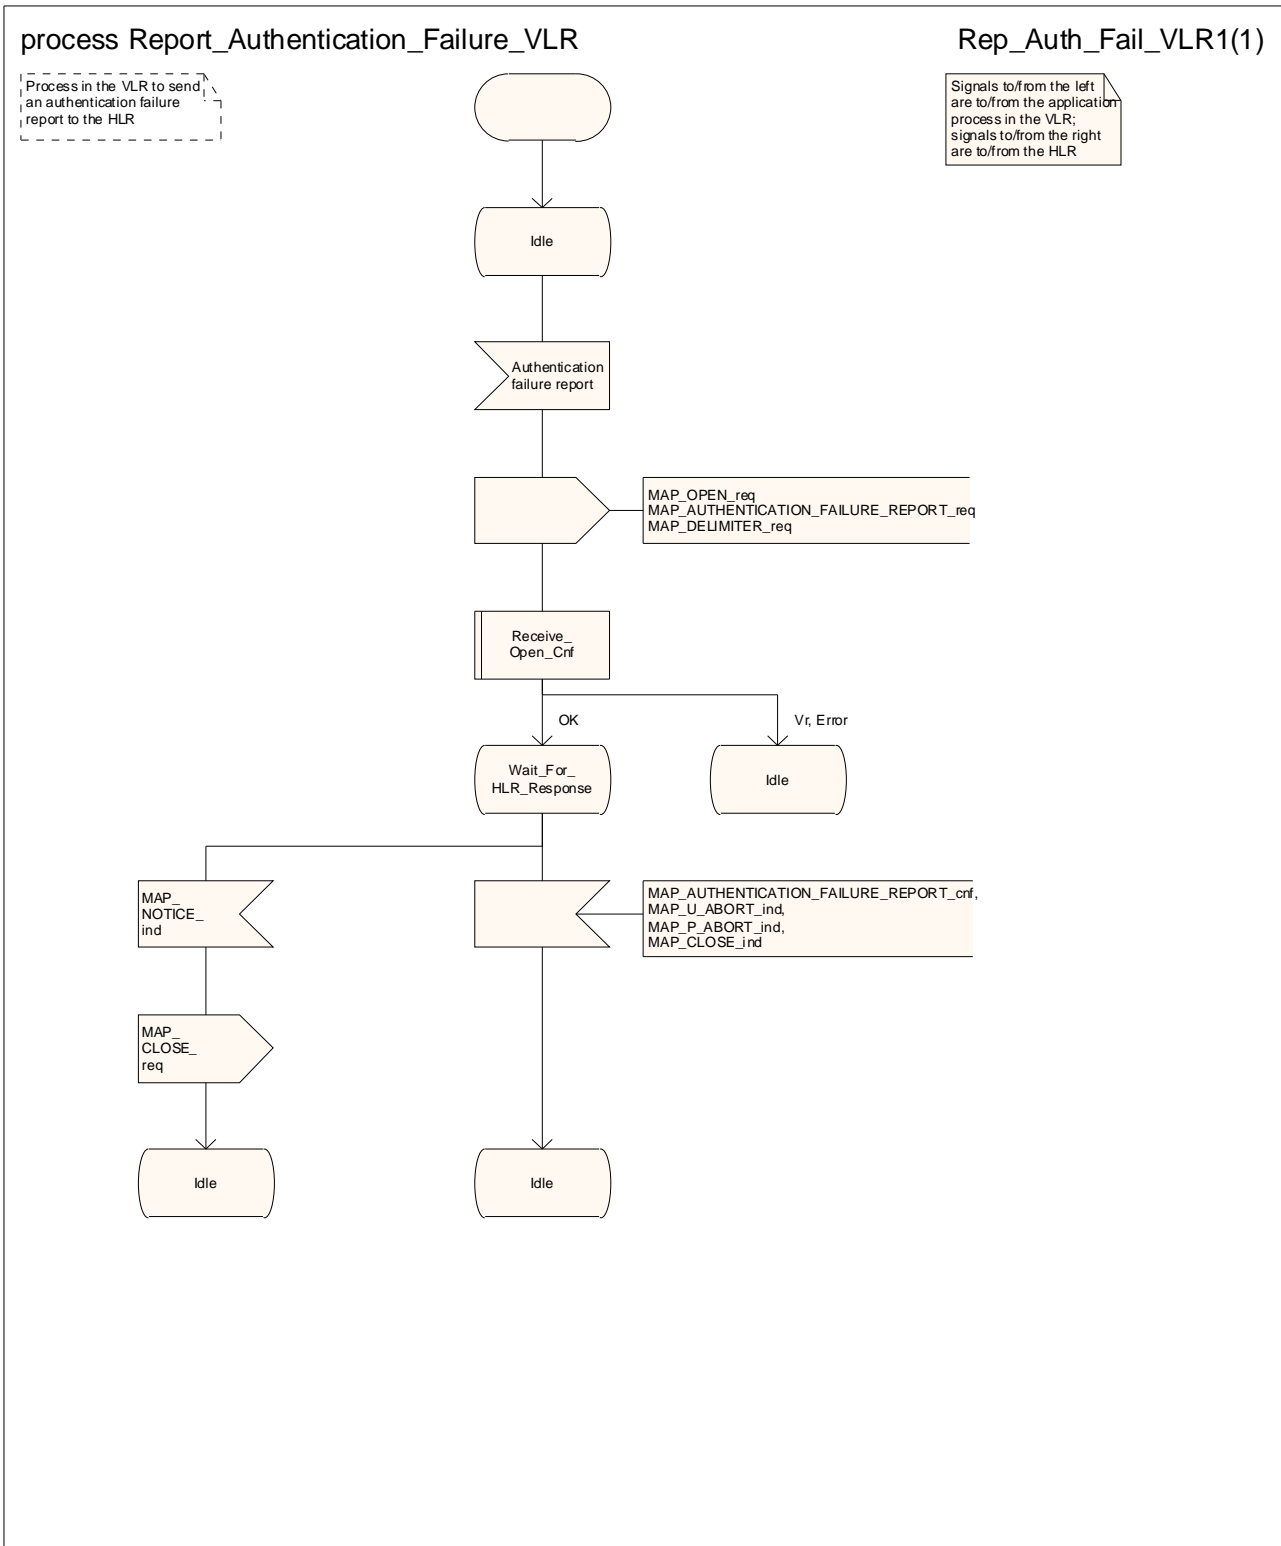 process Report_Authentication_Failure_VLR
Rep_Auth_Fail_VLR1(1)
Process in the VLR to send
an authentication failure
report to the HLR
Signals to/from the left
are to/from the application
process in the VLR;
signals to/from the right
are to/from the HLR
Idle
Authentication
failure report
MAP_OPEN_req
MAP_AUTHENTICATION_FAILURE_REPORT_req
MAP_DELIMITER_req
Receive_
Open_Cnf
OK
Vr, Error
Wait_For_
HLR_Response
Idle
MAP_
NOTICE_
ind
MAP_AUTHENTICATION_FAILURE_REPORT_cnf,
MAP_U_ABORT_ind,
MAP_P_ABORT_ind,
MAP_CLOSE_ind
MAP_
CLOSE_
req
Idle
Idle